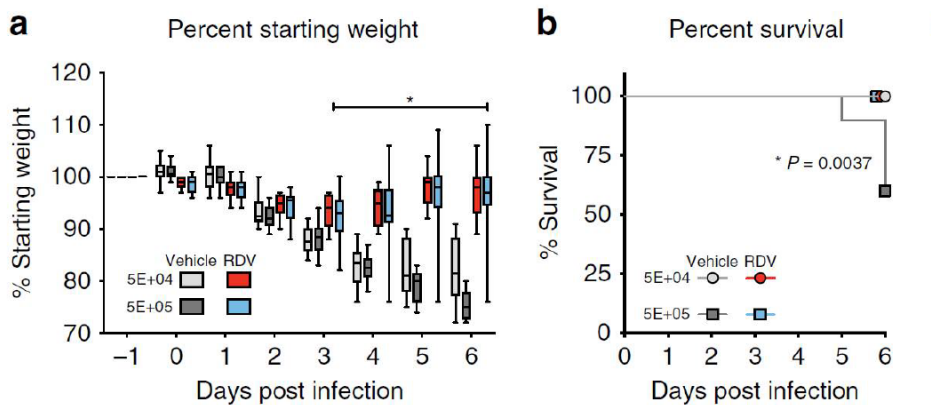 a
Percent starting weight
% Starting weight
120
110
100
90
80
70
*
Vehicle RDV
5E+04
5E+05
−1 0 1 2 3 4 5 6
Days post infection
b
Percent survival
% Survival
100
75
50
25
0
* P = 0.0037
Vehicle RDV
5E+04
5E+05
0 1 2 3 4 5 6
Days post infection